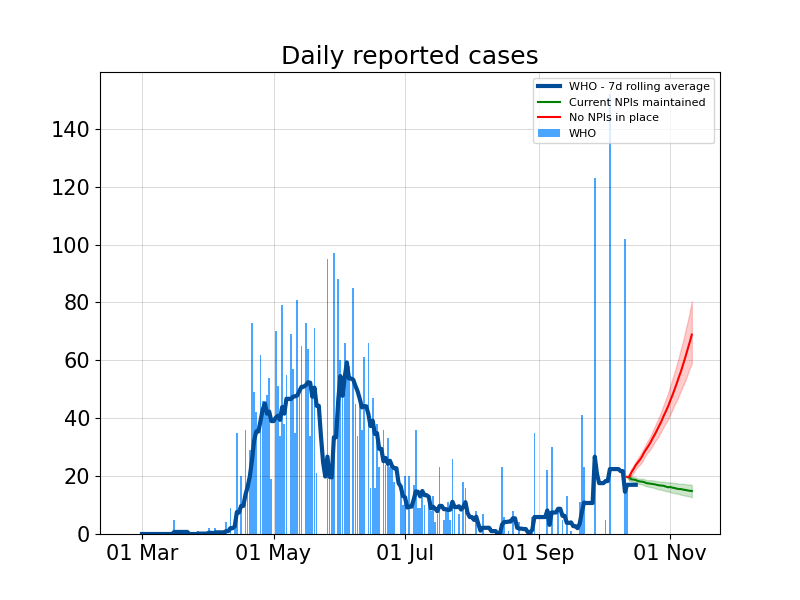 Daily reported cases
WHO - 7d rolling average
Current NPIs maintained
No NPIs in place
WHO
140
120
100
80
60
40
20
0
01 Mar
01 May
01 Jul
01 Sep
01 Nov